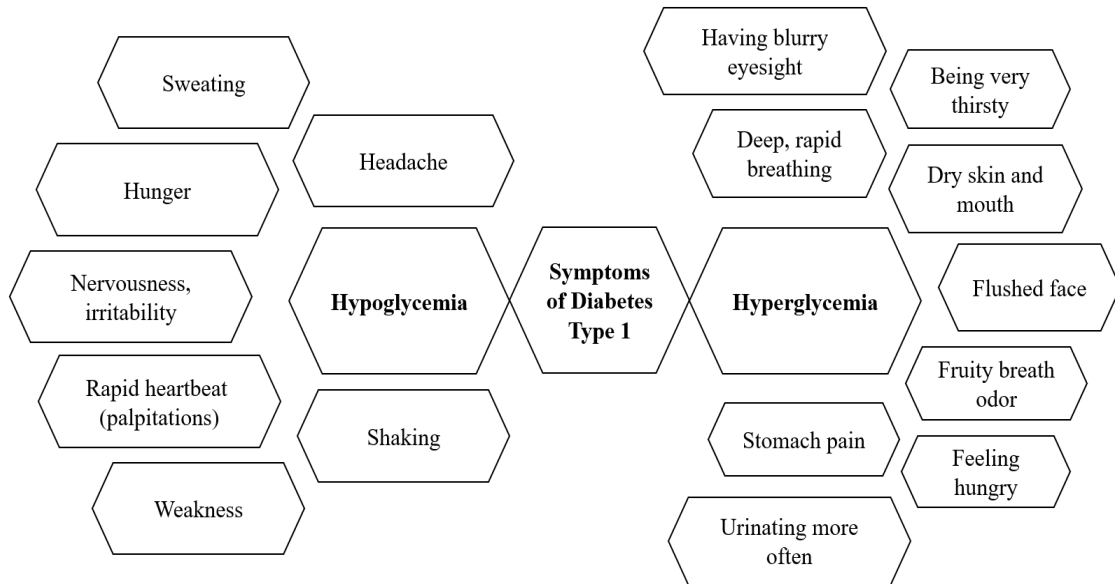 Sweating
Headache
Hunger
Nervousness,
irritability
Hypoglycemia
Rapid heartbeat
(palpitations)
Shaking
Weakness
Symptoms
of Diabetes
Type 1
Having blurry
eyesight
Being very
thirsty
Deep, rapid
breathing
Dry skin and
mouth
Hyperglycemia
Flushed face
Fruity breath
odor
Stomach pain
Feeling
hungry
Urinating more
often